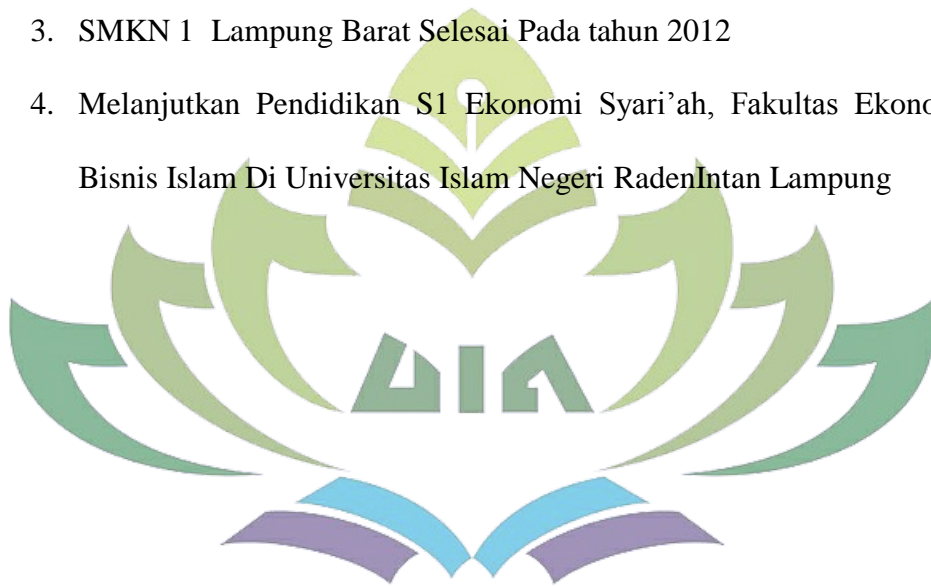 3. SMKN 1 Lampung Barat Selesai Pada tahun 2012
4. Melanjutkan Pendidikan S1 Ekonomi Syari’ah, Fakultas
Bisnis Islam Di Universitas Islam Negeri RadenIntan Lampung
UIN